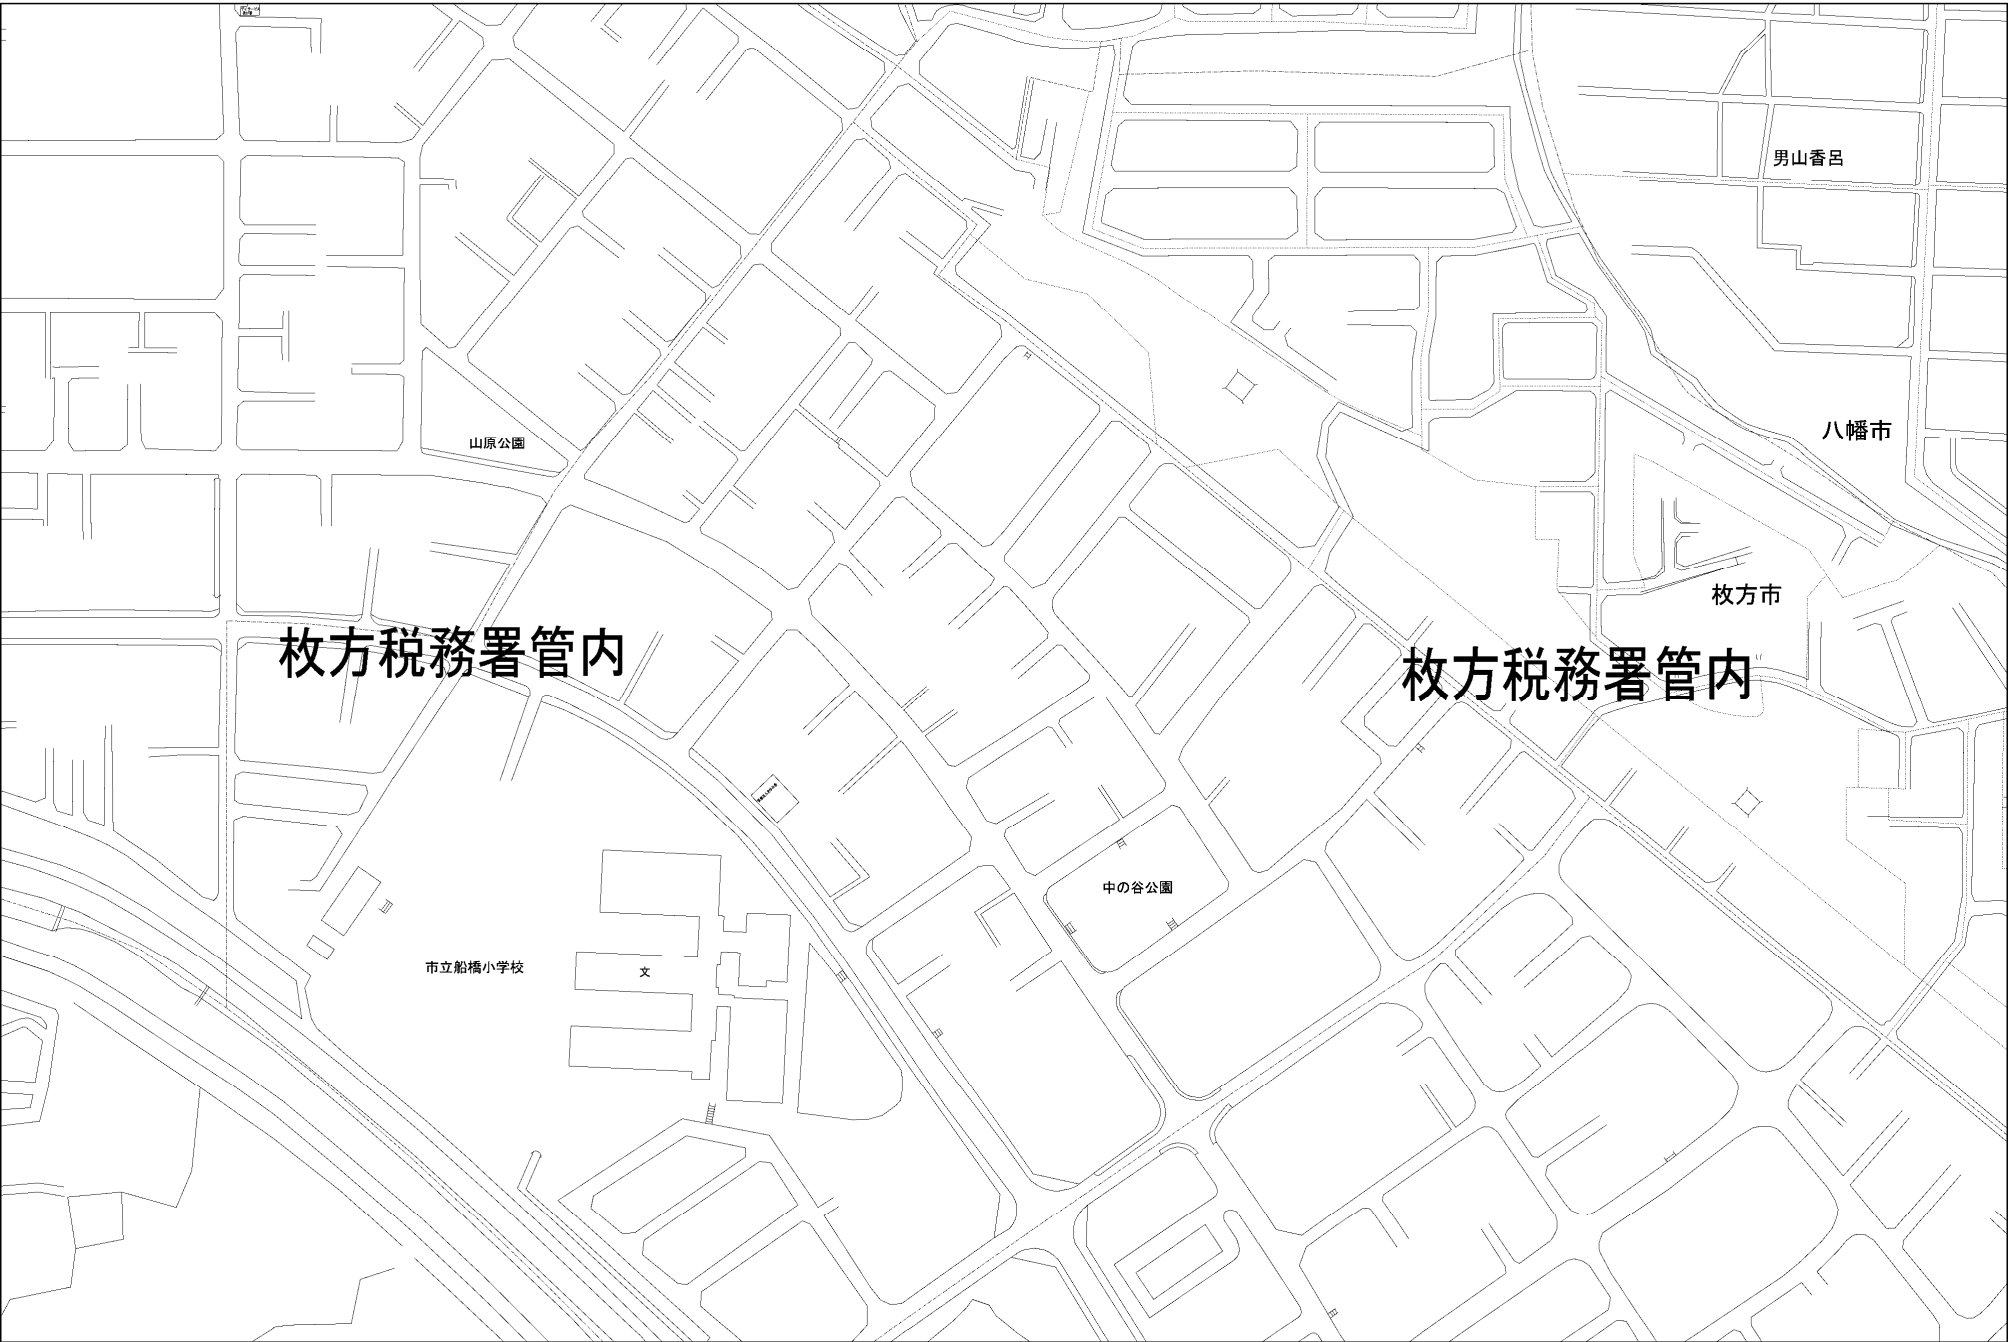 男山香呂
八幡市
山原公園
枚方市
枚方税務署管内
枚方税務署管内
中の谷公園
市立船橋小学校
文